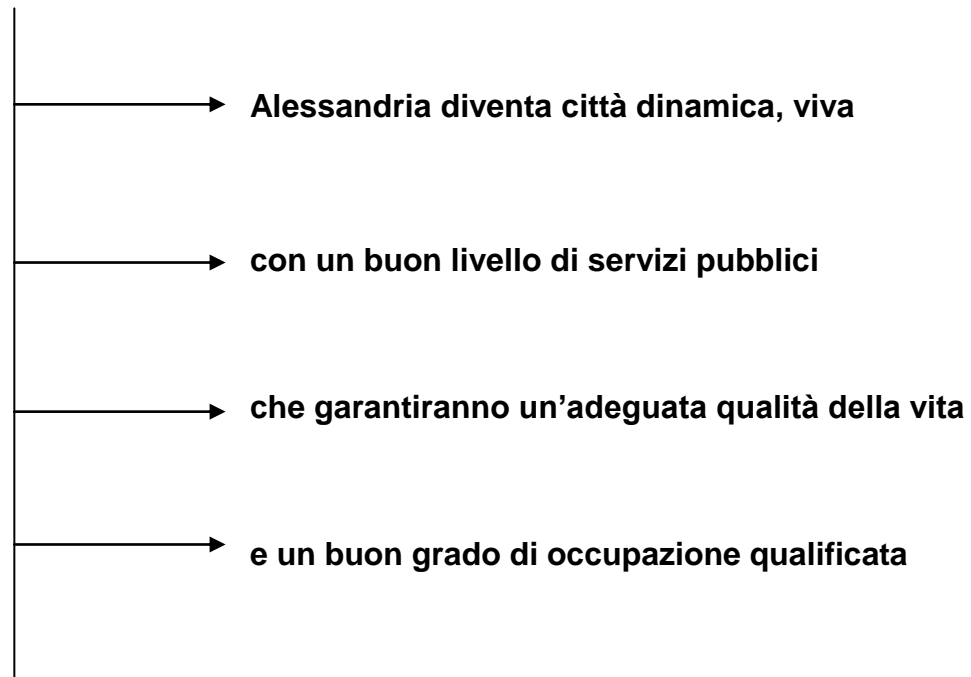 Alessandria diventa città dinamica, viva
con un buon livello di servizi pubblici
che garantiranno un’adeguata qualità della vita
e un buon grado di occupazione qualificata